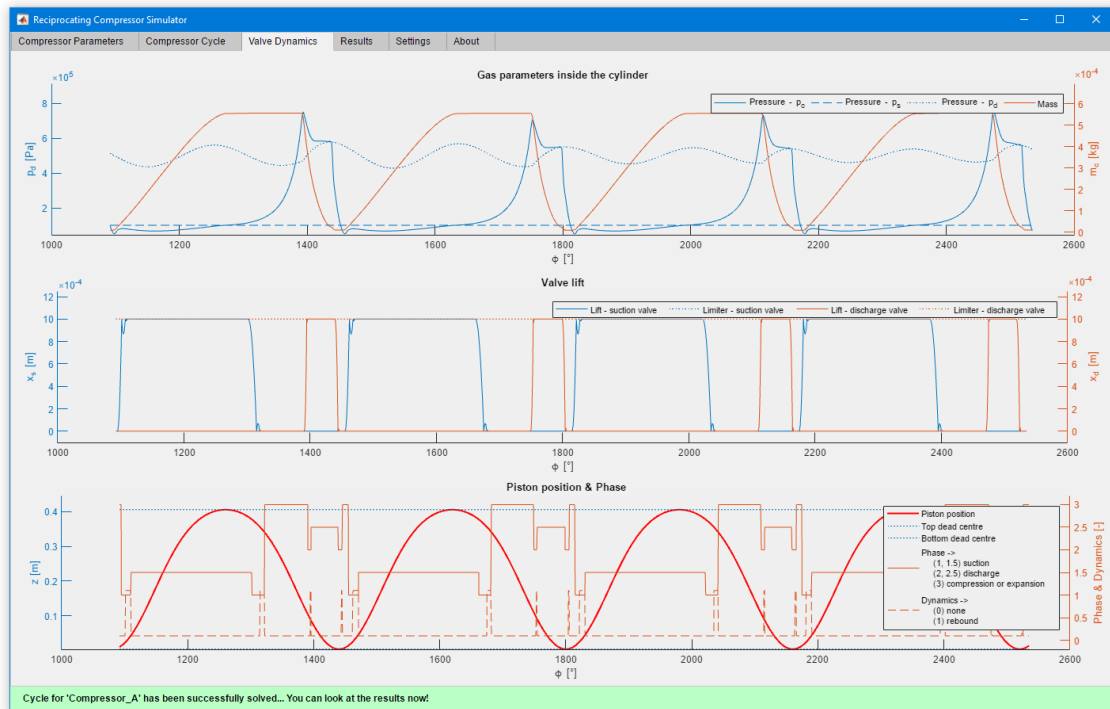 Reciprocating Compressor Simulator
Compressor Parameters Compressor Cycle Valve Dynamics Results Settings About
Gas parameters inside the cylinder
×10⁵ ×10⁻⁴
Pressure - p_c Pressure - p_s Pressure - p_d Mass
8
6
4
2
p_d [Pa]
6
5
4
3
2
1
0
m_c [kg]
1000 1200 1400 1600 1800 2000 2200 2400 2600
ϕ [°]
Valve lift
×10⁻⁴ ×10⁻⁴
Lift - suction valve Limiter - suction valve Lift - discharge valve Limiter - discharge valve
12
10
8
6
4
2
0
x_s [m]
12
10
8
6
4
2
0
x_d [m]
1000 1200 1400 1600 1800 2000 2200 2400 2600
ϕ [°]
Piston position & Phase
0.4
0.3
0.2
0.1
z [m]
Piston position
Top dead centre
Bottom dead centre
Phase ->
(1, 1.5) suction
(2, 2.5) discharge
(3) compression or expansion
Dynamics ->
(0) none
(1) rebound
3
2.5
2
1.5
1
0.5
0
Phase & Dynamics [-]
1000 1200 1400 1600 1800 2000 2200 2400 2600
ϕ [°]
Cycle for 'Compressor_A' has been successfully solved... You can look at the results now!